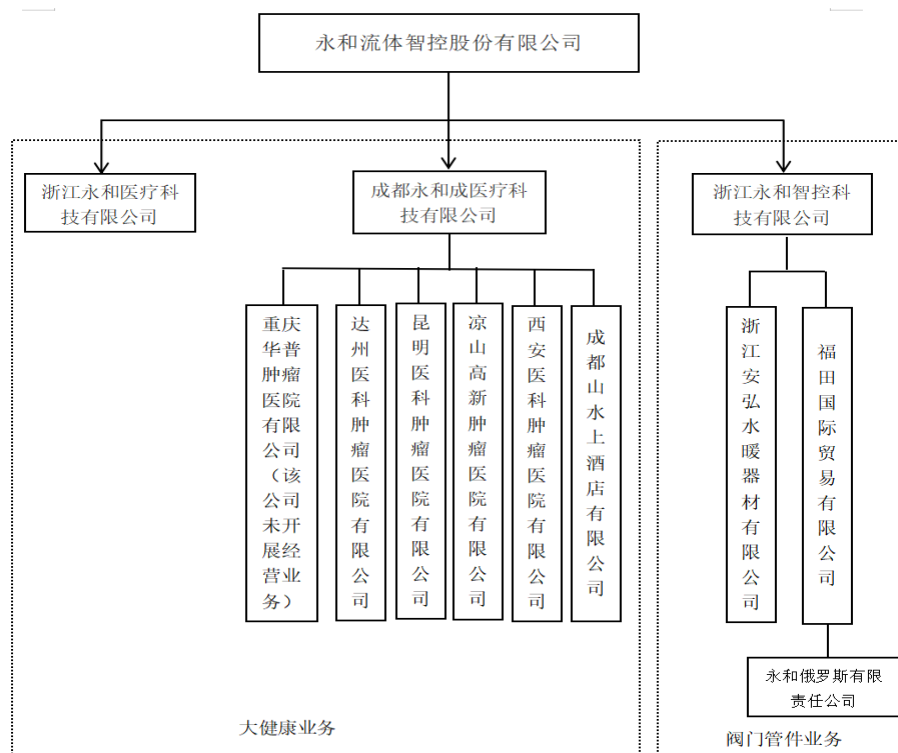 永和流体智控股份有限公司
浙江永和医疗科
技有限公司
成都永和成医疗科
技有限公司
浙江永和智控科
技有限公司
重庆
华普
肿瘤
医院
有限
公司
（该
公司
未开
展经
营业
务）
达州医科肿瘤医院有限公司
昆明医科肿瘤医院有限公司
凉山高新肿瘤医院有限公司
西安医科肿瘤医院有限公司
成都山水上酒店有限公司
浙江安弘水暖器材有限公司
福田国际贸易有限公司
永和俄罗斯有限
责任公司
大健康业务
阀门管件业务